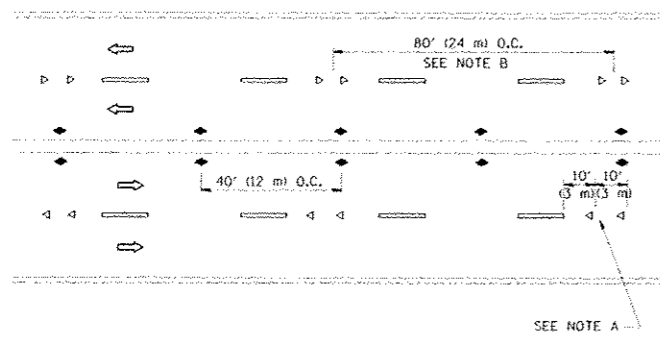 80' (24 m) O.C.
SEE NOTE B
40' (12 m) O.C.
10' 10'
(3 m) (3 m)
SEE NOTE A